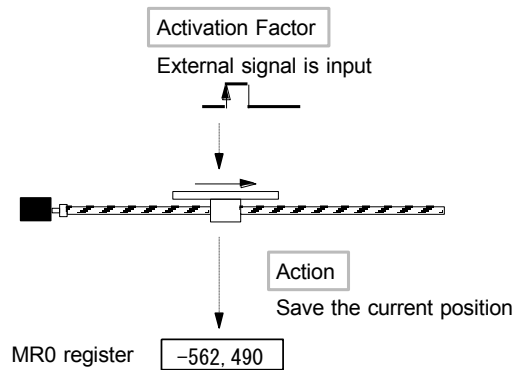 Activation Factor
External signal is input
Action
Save the current position
MR0 register
-562, 490